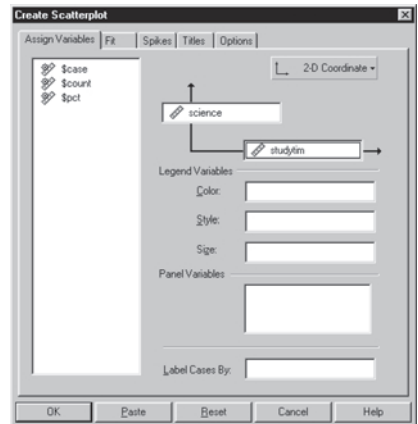 Create Scatterplot
Assign Variables Fit Spikes Titles Options
$case
$count
$pct
2-D Coordinate
science
studytim
Legend Variables
Color:
Style:
Size:
Panel Variables
Label Cases By:
OK Paste Reset Cancel Help